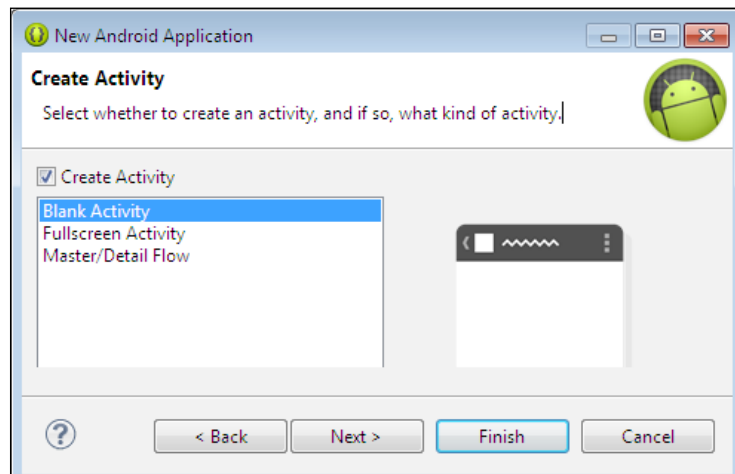 New Android Application
Create Activity
Select whether to create an activity, and if so, what kind of activity.
Create Activity
Blank Activity
Fullscreen Activity
Master/Detail Flow
?
< Back
Next >
Finish
Cancel